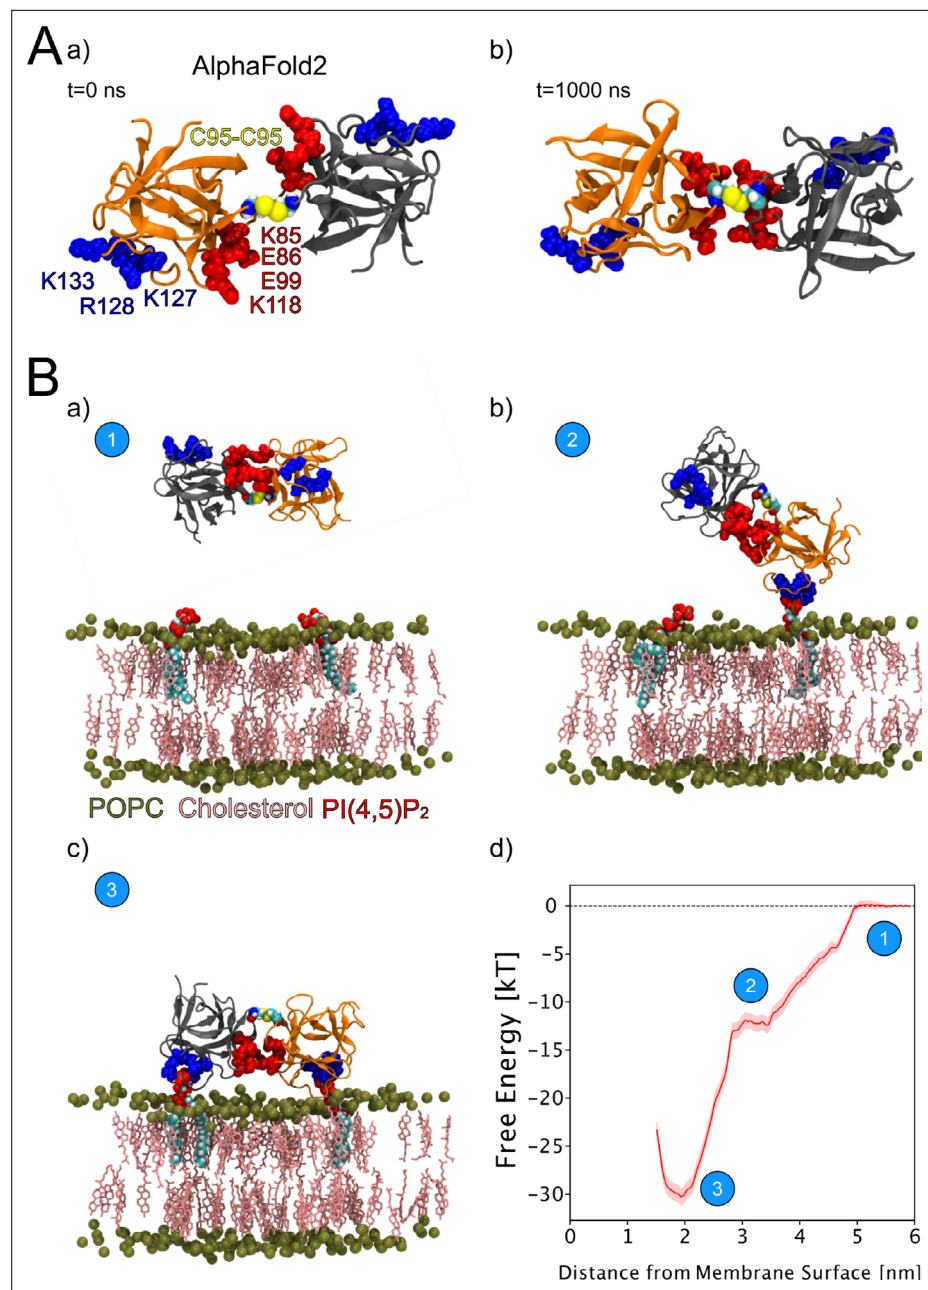 A
a)
AlphaFold2
t=0 ns
C95-C95
K85
E86
E99
K118
K133
R128
K127
b)
t=1000 ns
B
a)
1
b)
2
POPC Cholesterol PI(4,5)P2
c)
3
d)
Free Energy [kT]
0
−5
−10
−15
−20
−25
−30
1
2
3
0 1 2 3 4 5 6
Distance from Membrane Surface [nm]